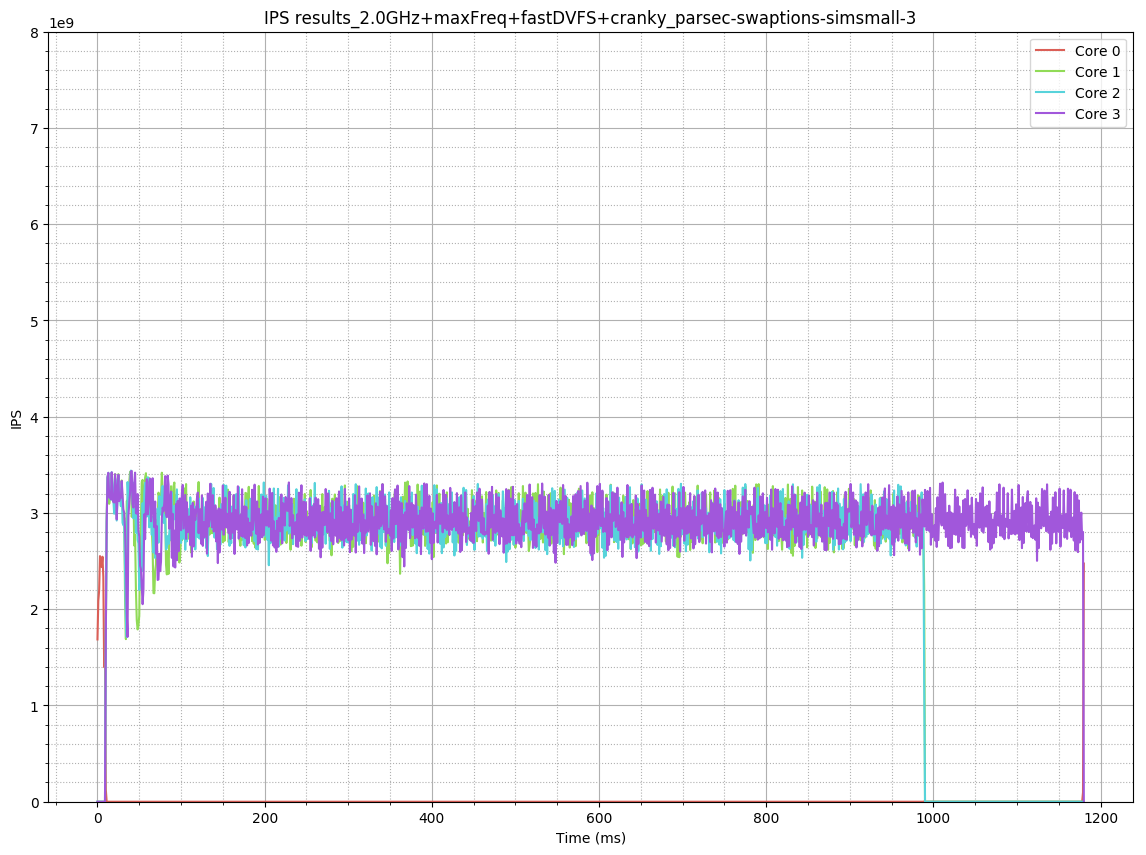 IPS results_2.0GHz+maxFreq+fastDVFS+cranky_parsec-swaptions-simsmall-3
1e9
8
7
6
5
4
3
2
1
0
IPS
Core 0
Core 1
Core 2
Core 3
0 200 400 600 800 1000 1200
Time (ms)